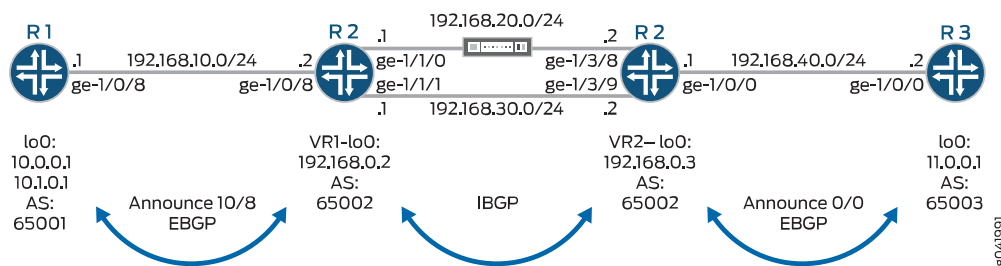 192.168.20.0/24
R 1
R 2
R 2
R 3
.1
.2
.1
192.168.10.0/24
.2
ge-1/1/0
ge-1/3/8
.1
192.168.40.0/24
.2
ge-1/0/8
ge-1/0/8
ge-1/1/1
ge-1/3/9
ge-1/0/0
ge-1/0/0
.1
192.168.30.0/24
.2
lo0:
10.0.0.1
10.1.0.1
AS:
65001
VR1-lo0:
192.168.0.2
AS:
65002
VR2– lo0:
192.168.0.3
AS:
65002
lo0:
11.0.0.1
AS:
65003
Announce 10/8
EBGP
IBGP
Announce 0/0
EBGP
g041991